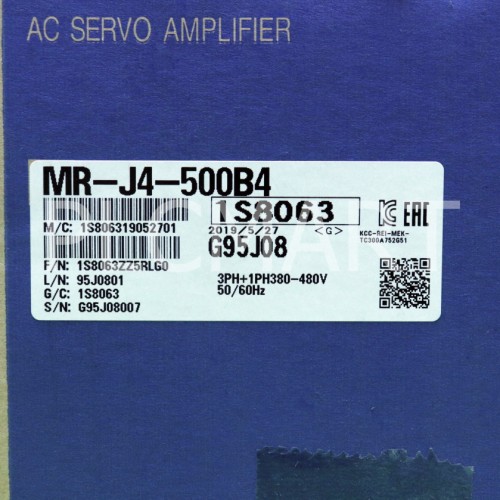 AC SERVO AMPLIFIER
MR-J4-500B4
1S8063
M/C: 1S806319052701
2019/5/27 <G>
G95J08
KCC-REI-MEK-
TC300A752G51
F/N: 1S8063ZZ5RLG0
L/N: 95J0801
3PH+1PH380-480V
G/C: 1S8063
50/60Hz
S/N: G95J08007
EAC